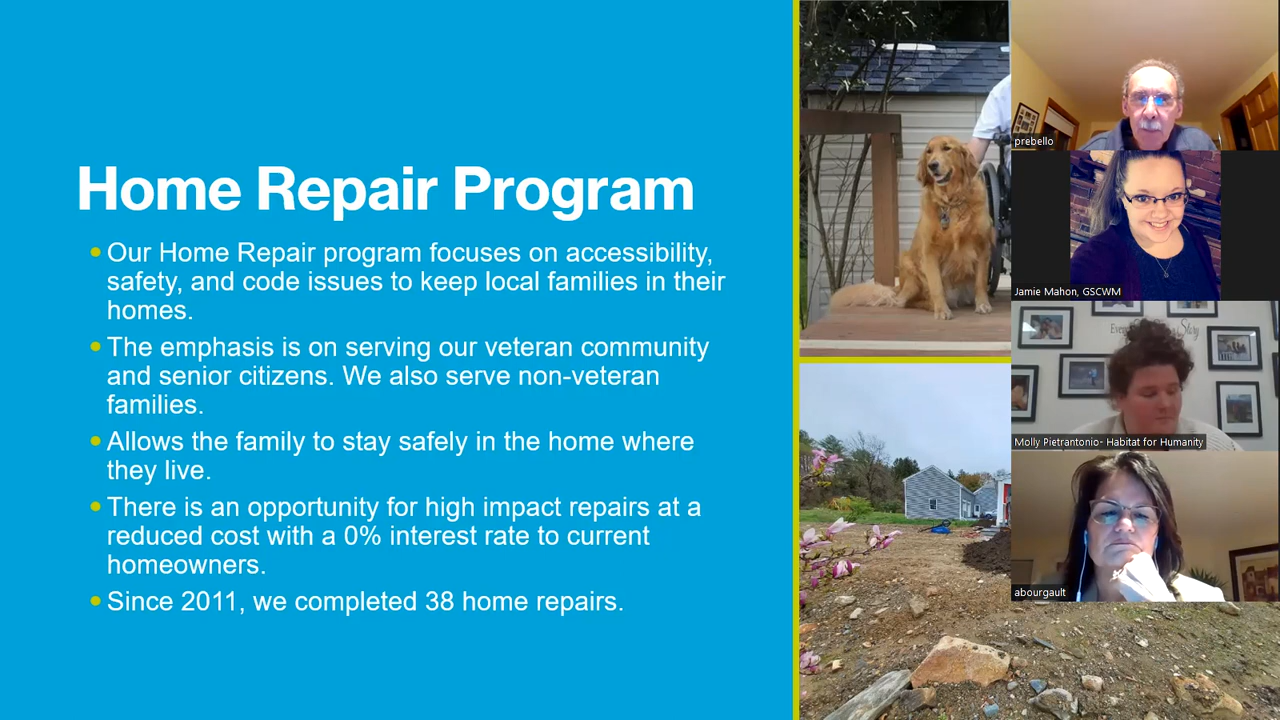 Home Repair Program
• Our Home Repair program focuses on accessibility,
safety, and code issues to keep local families in their
homes.
• The emphasis is on serving our veteran community
and senior citizens. We also serve non-veteran
families.
• Allows the family to stay safely in the home where
they live.
• There is an opportunity for high impact repairs at a
reduced cost with a 0% interest rate to current
homeowners.
• Since 2011, we completed 38 home repairs.
prebello
Jamie Mahon, GSCWM
Story
Molly Pietrantonio- Habitat for Humanity
abourgault